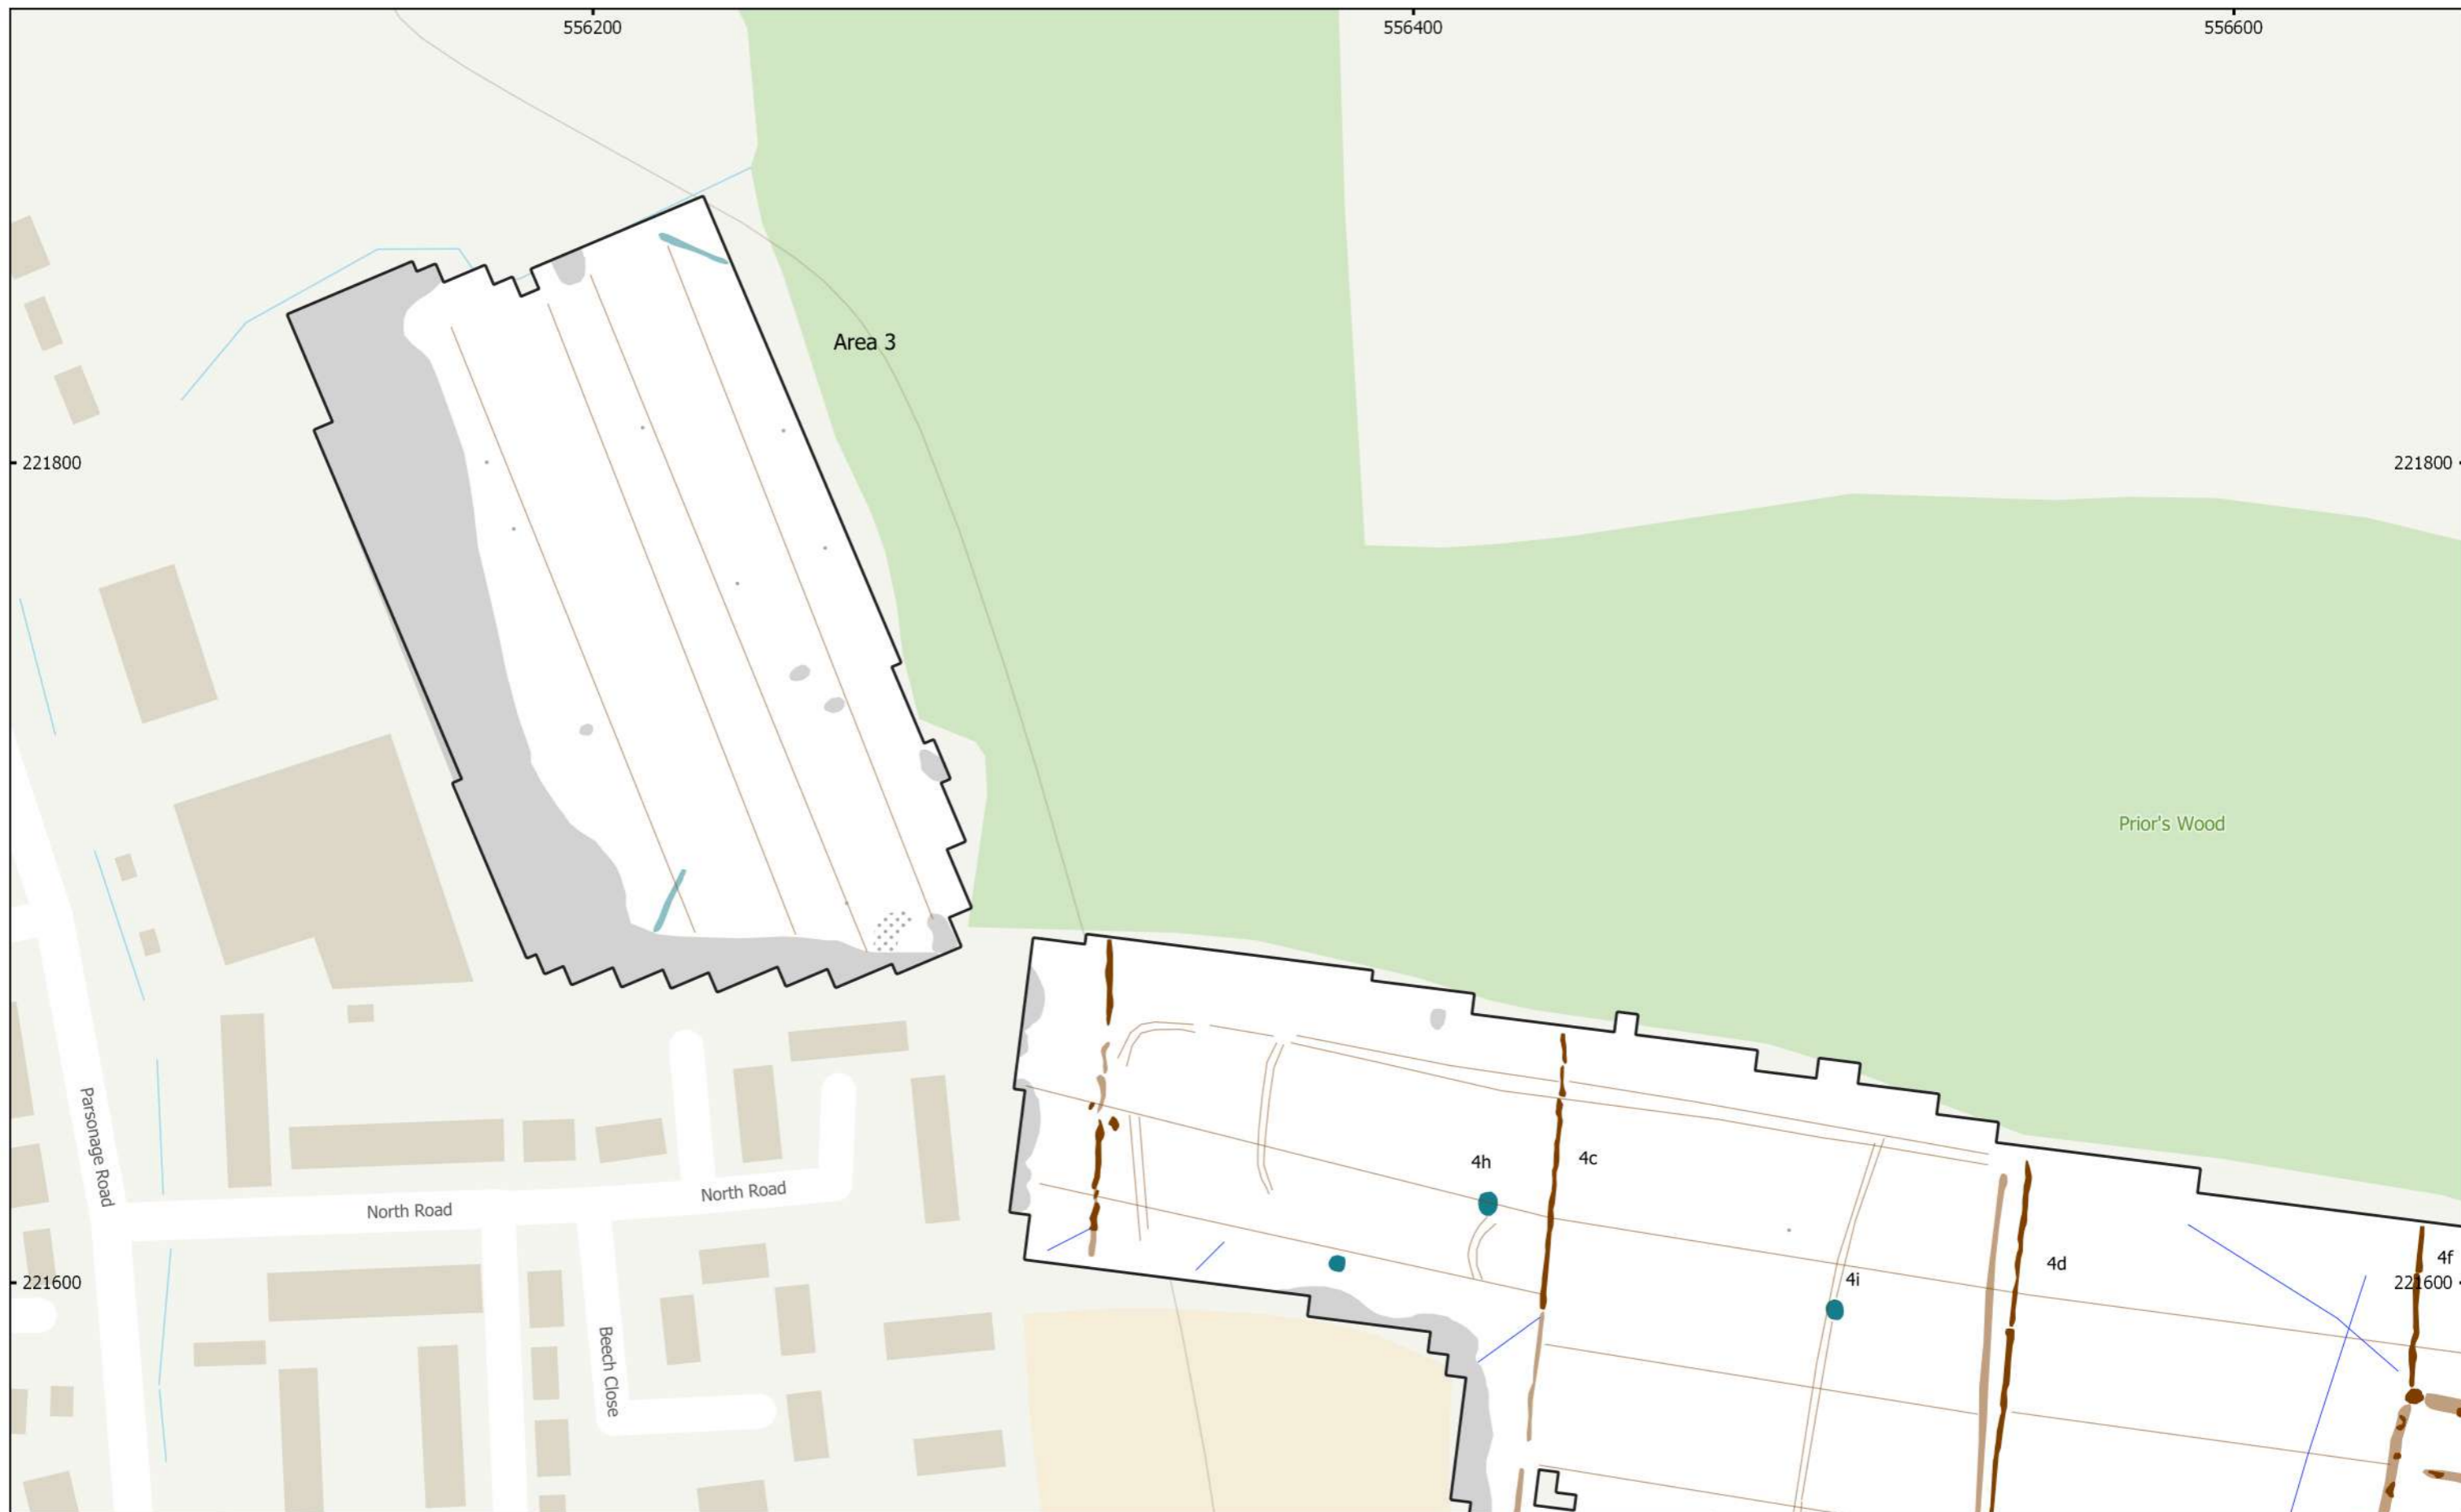 556200
556400
556600
Area 3
221800
221800
Prior's Wood
Parsonage Road
North Road
North Road
4h
4c
4d
4f
4i
221600
221600
Beech Close